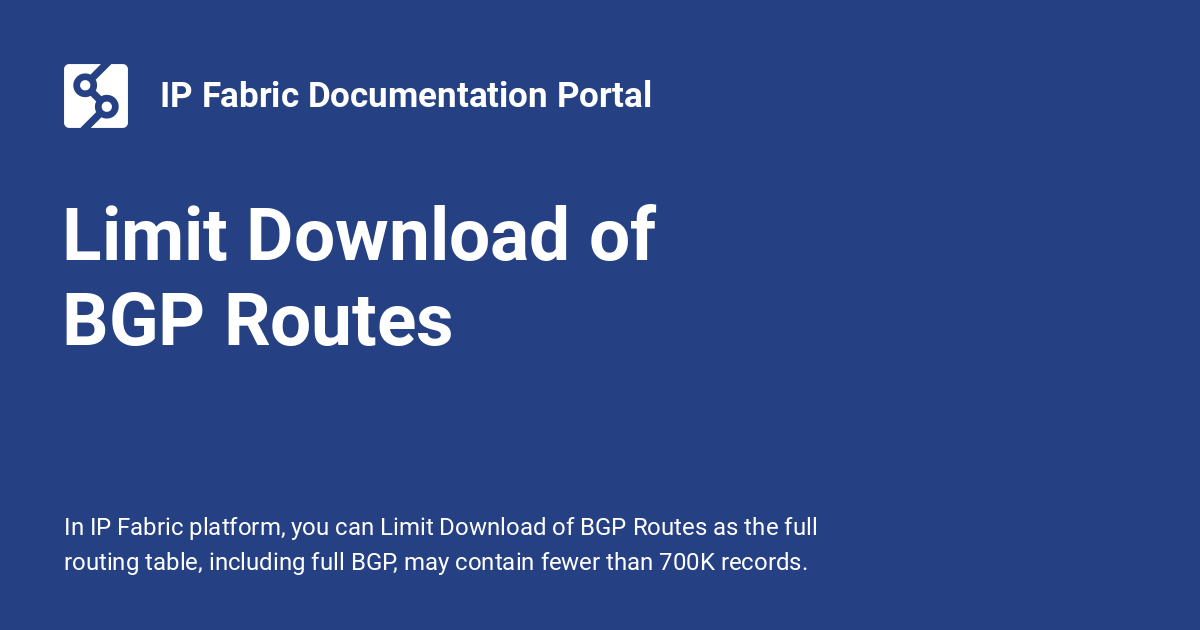 IP Fabric Documentation Portal
Limit Download of
BGP Routes
In IP Fabric platform, you can Limit Download of BGP Routes as the full
routing table, including full BGP, may contain fewer than 700K records.